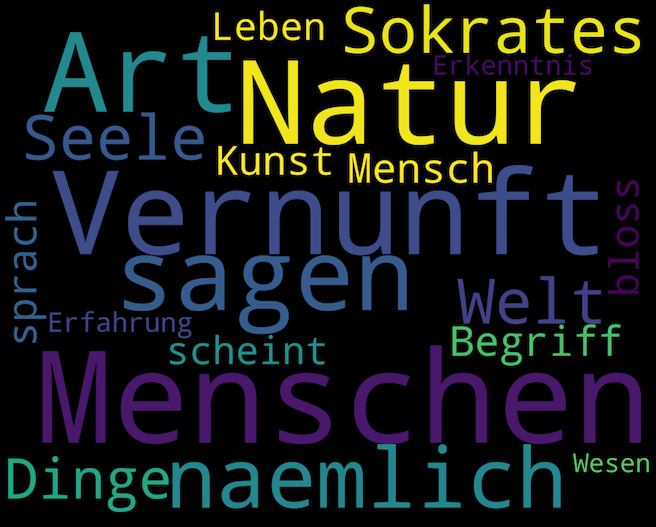 Leben
Sokrates
Art
Erkenntnis
Natur
Seele
Kunst
Mensch
Vernunft
bloss
sprach
sagen
Welt
Erfahrung
scheint
Begriff
Menschen
Dinge
naemlich
Wesen